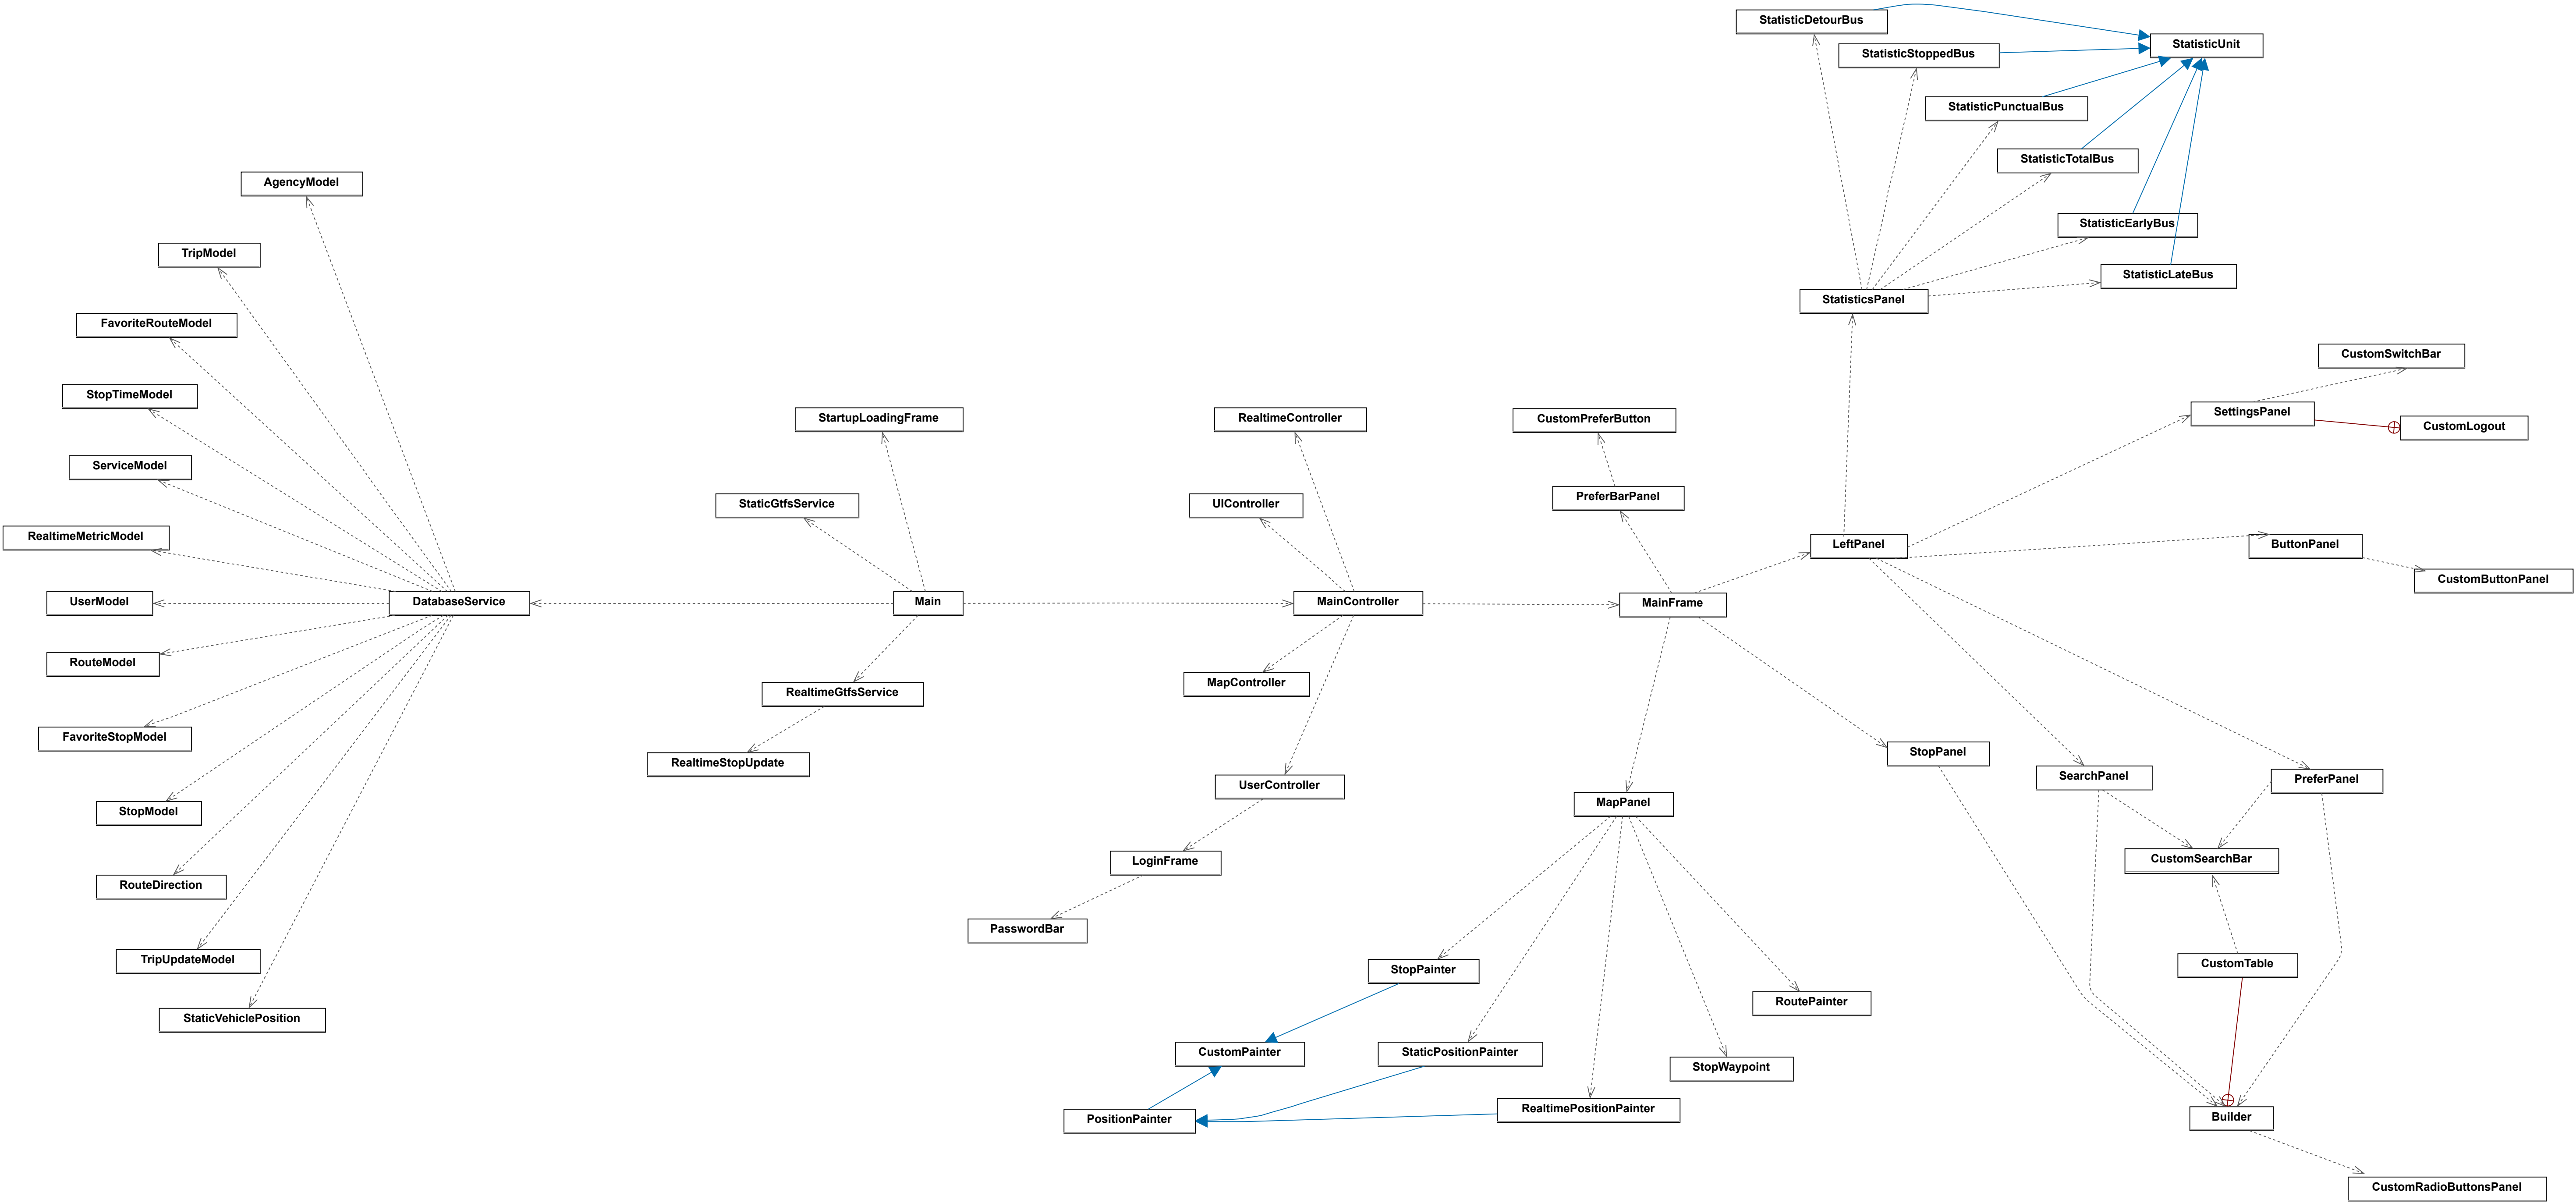 StatisticDetourBus
StatisticUnit
StatisticStoppedBus
StatisticPunctualBus
StatisticTotalBus
AgencyModel
StatisticEarlyBus
TripModel
StatisticLateBus
StatisticsPanel
FavoriteRouteModel
CustomSwitchBar
StopTimeModel
SettingsPanel
StartupLoadingFrame
RealtimeController
CustomPreferButton
CustomLogout
ServiceModel
PreferBarPanel
StaticGtfsService
UIController
RealtimeMetricModel
LeftPanel
ButtonPanel
CustomButtonPanel
UserModel
DatabaseService
Main
MainController
MainFrame
RouteModel
MapController
RealtimeGtfsService
FavoriteStopModel
StopPanel
RealtimeStopUpdate
SearchPanel
PreferPanel
UserController
MapPanel
StopModel
LoginFrame
CustomSearchBar
RouteDirection
PasswordBar
TripUpdateModel
CustomTable
StopPainter
RoutePainter
StaticVehiclePosition
CustomPainter
StaticPositionPainter
StopWaypoint
RealtimePositionPainter
PositionPainter
Builder
CustomRadioButtonsPanel